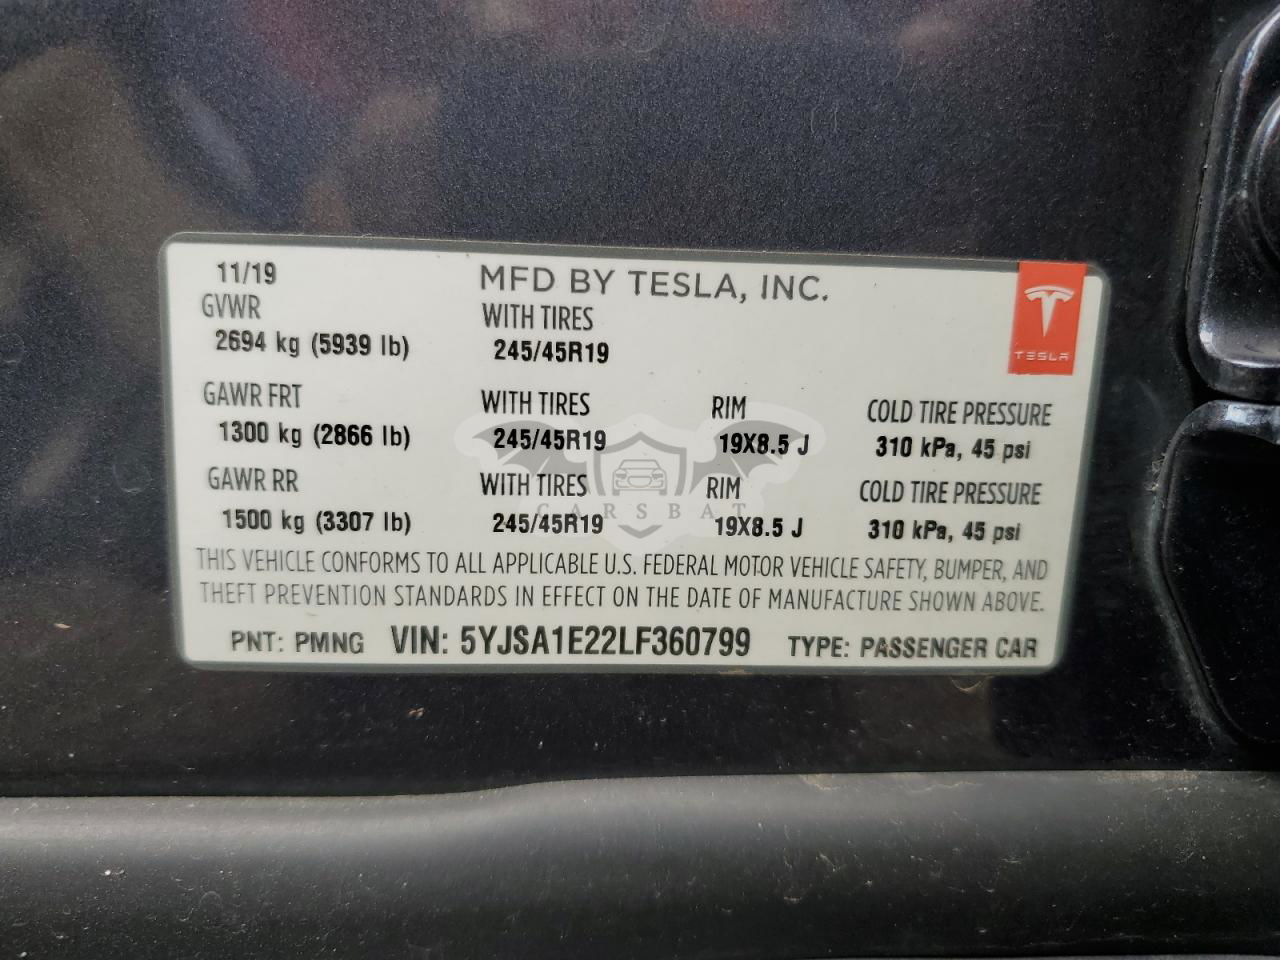 11/19 MFD BY TESLA, INC.
GVWR WITH TIRES
2694 kg (5939 lb) 245/45R19
TESLA
GAWR FRT WITH TIRES RIM COLD TIRE PRESSURE
1300 kg (2866 lb) 245/45R19 19X8.5 J 310 kPa, 45 psi
GAWR RR WITH TIRES RIM COLD TIRE PRESSURE
CARSBAT
1500 kg (3307 lb) 245/45R19 19X8.5 J 310 kPa, 45 psi
THIS VEHICLE CONFORMS TO ALL APPLICABLE U.S. FEDERAL MOTOR VEHICLE SAFETY, BUMPER, AND
THEFT PREVENTION STANDARDS IN EFFECT ON THE DATE OF MANUFACTURE SHOWN ABOVE.
PNT: PMNG VIN: 5YJSA1E22LF360799 TYPE: PASSENGER CAR